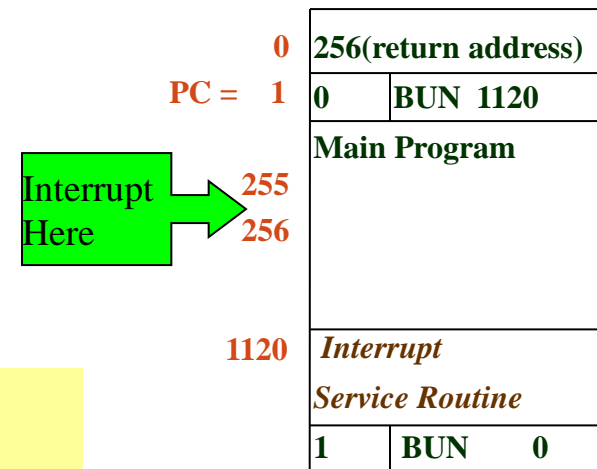 0 256(return address)
PC = 1 0 BUN 1120
Main Program
Interrupt 255
Here 256
1120 Interrupt
Service Routine
1 BUN 0